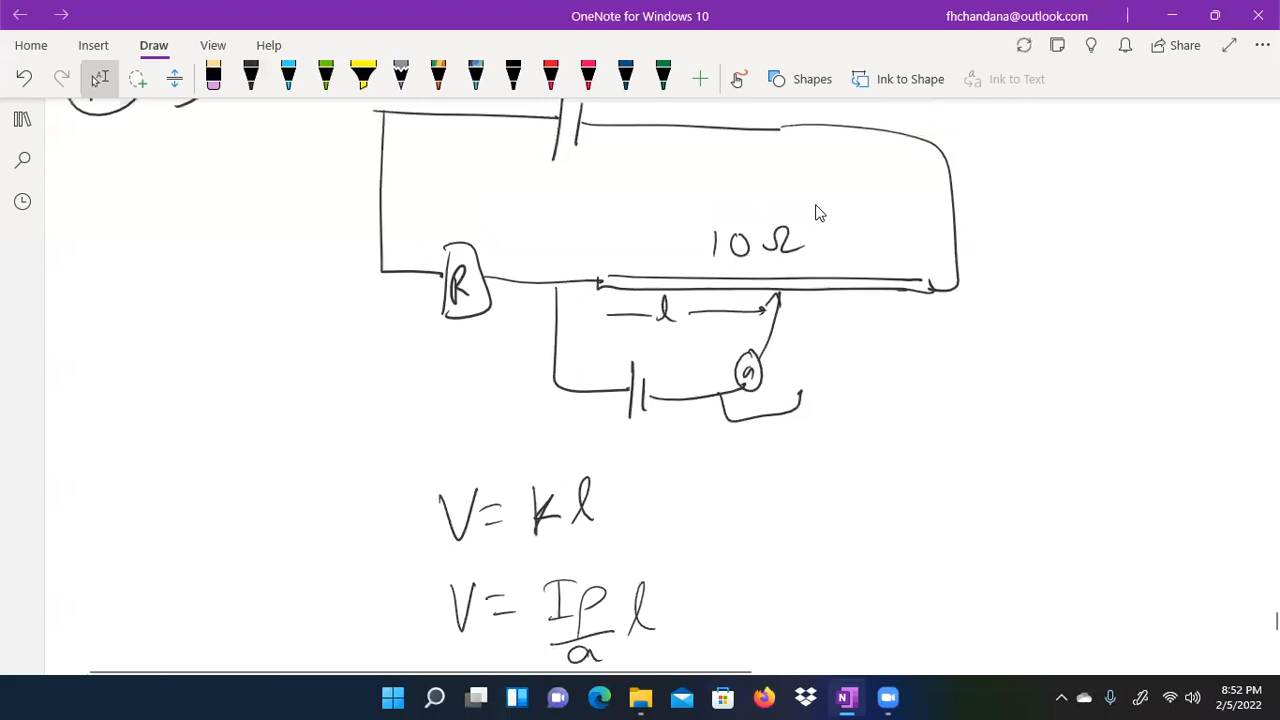 OneNote for Windows 10
fhchandana@outlook.com
Home Insert Draw View Help
Share
Shapes
Ink to Shape
Ink to Text
10 Ω
R
l
V = kl
V = Iρ/a l
8:52 PM
2/5/2022